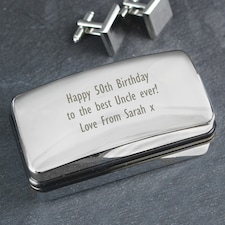 Happy 50th Birthday
to the best Uncle ever!
Love From Sarah x